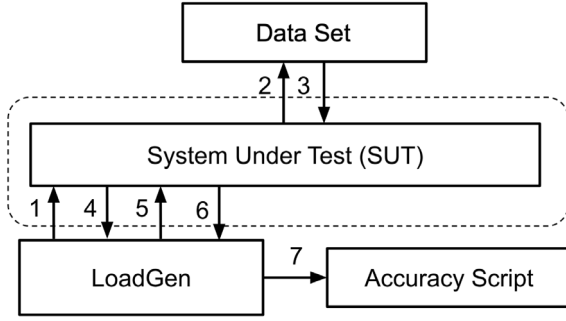 Data Set
2 3
System Under Test (SUT)
1 4 5 6
7
LoadGen
Accuracy Script